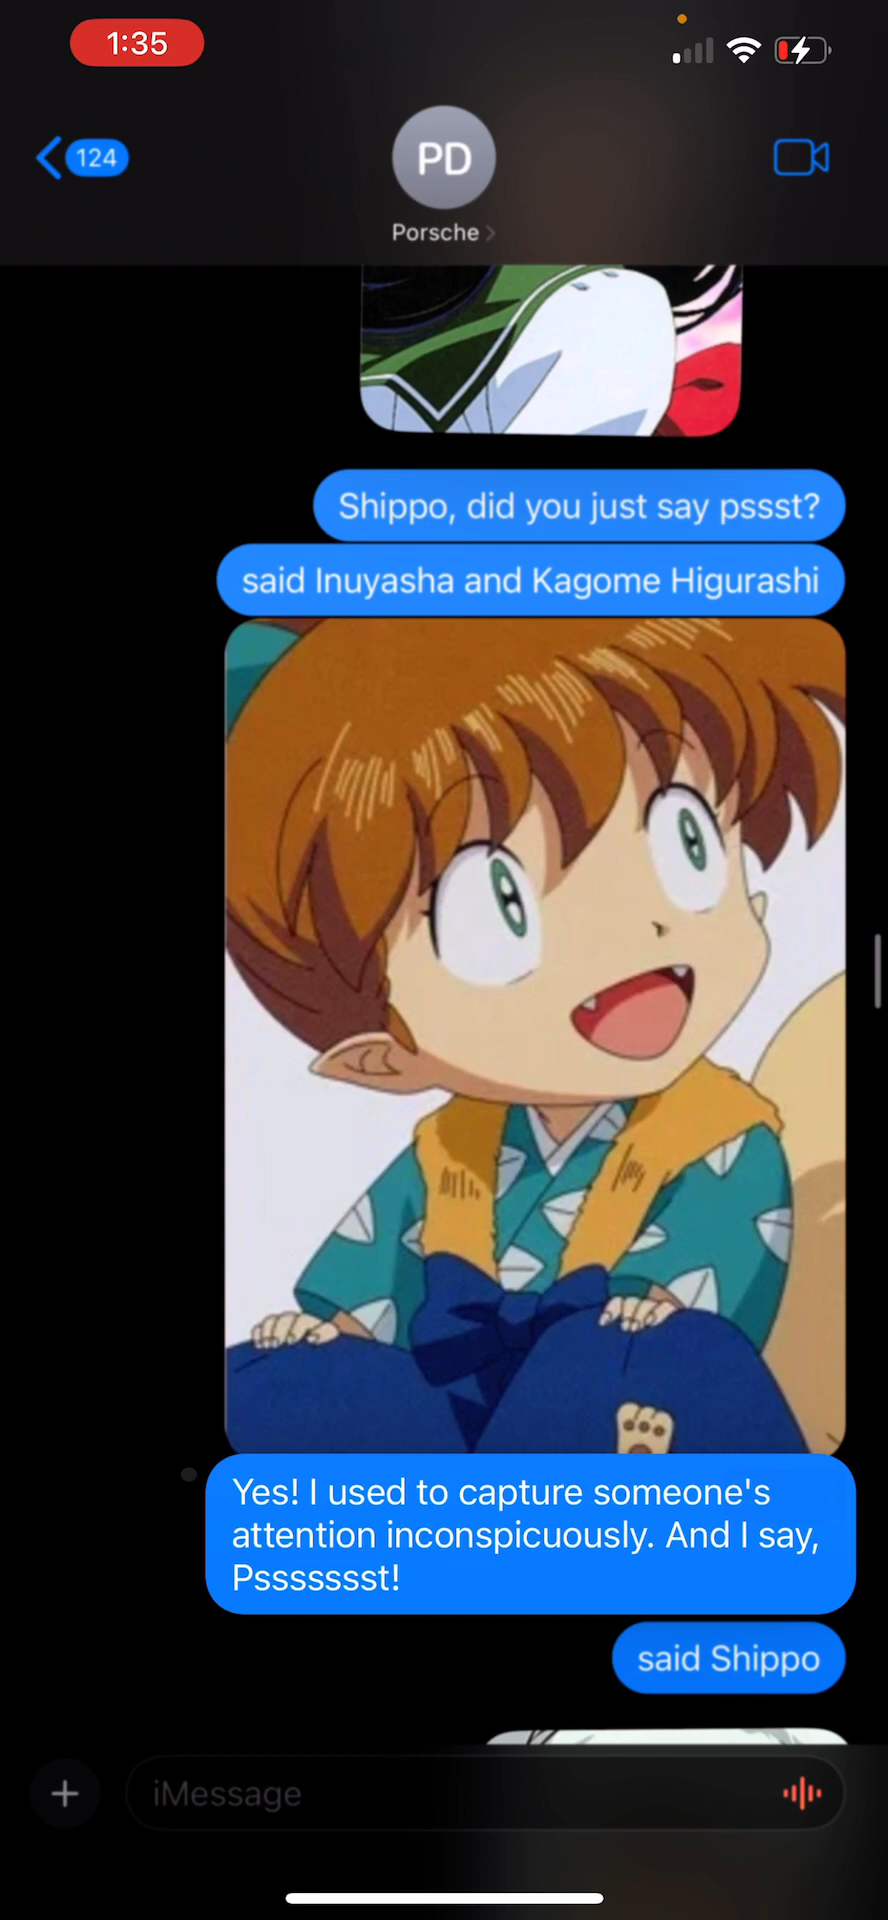 1:35
124
PD
Porsche
Shippo, did you just say pssst?
said Inuyasha and Kagome Higurashi
Yes! I used to capture someone's
attention inconspicuously. And I say,
Psssssssst!
said Shippo
iMessage